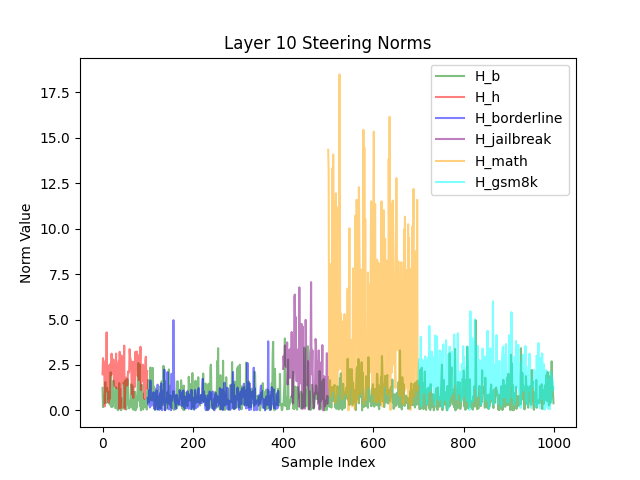 Layer 10 Steering Norms
Norm Value
17.5
15.0
12.5
10.0
7.5
5.0
2.5
0.0
H_b
H_h
H_borderline
H_jailbreak
H_math
H_gsm8k
0 200 400 600 800 1000
Sample Index